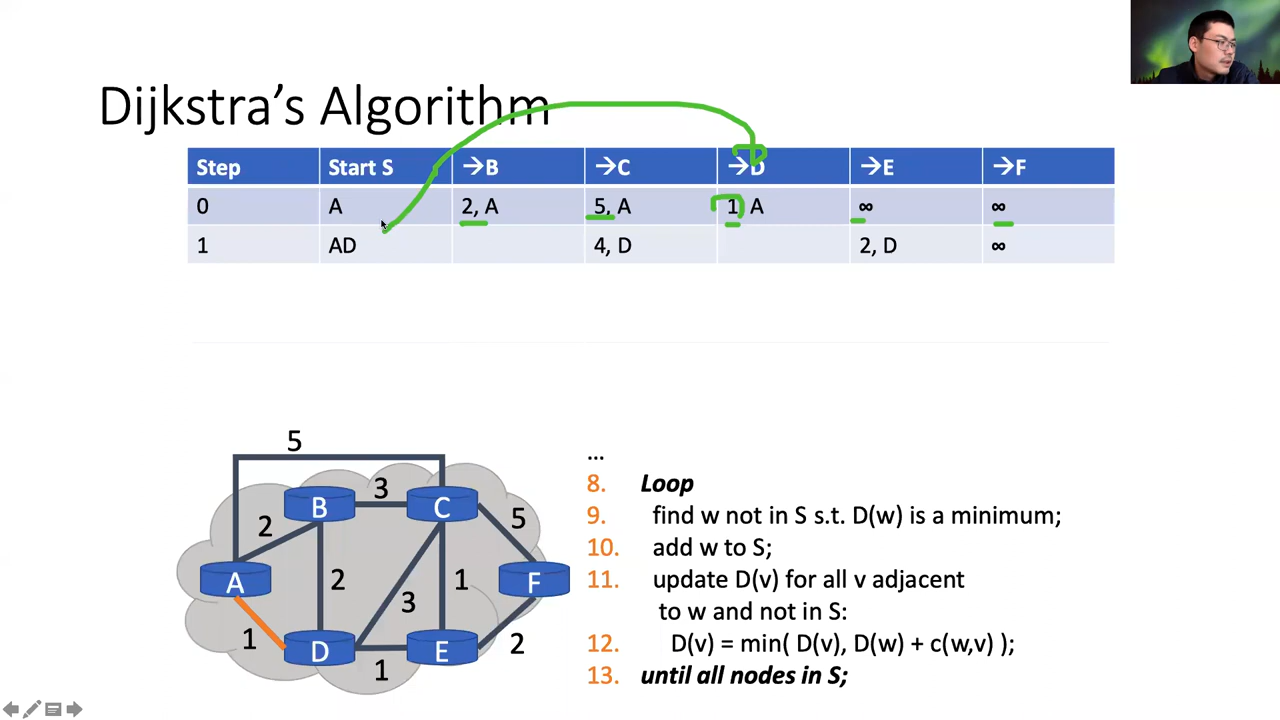 Dijkstra's Algorithm
Step Start S →B →C →D →E →F
0 A 2, A 5, A 1, A ∞ ∞
1 AD 4, D 2, D ∞
5
B 3 C
2 5
A 2 1 F
3
1 D E 2
1
...
8. Loop
9. find w not in S s.t. D(w) is a minimum;
10. add w to S;
11. update D(v) for all v adjacent
to w and not in S:
12. D(v) = min( D(v), D(w) + c(w,v) );
13. until all nodes in S;